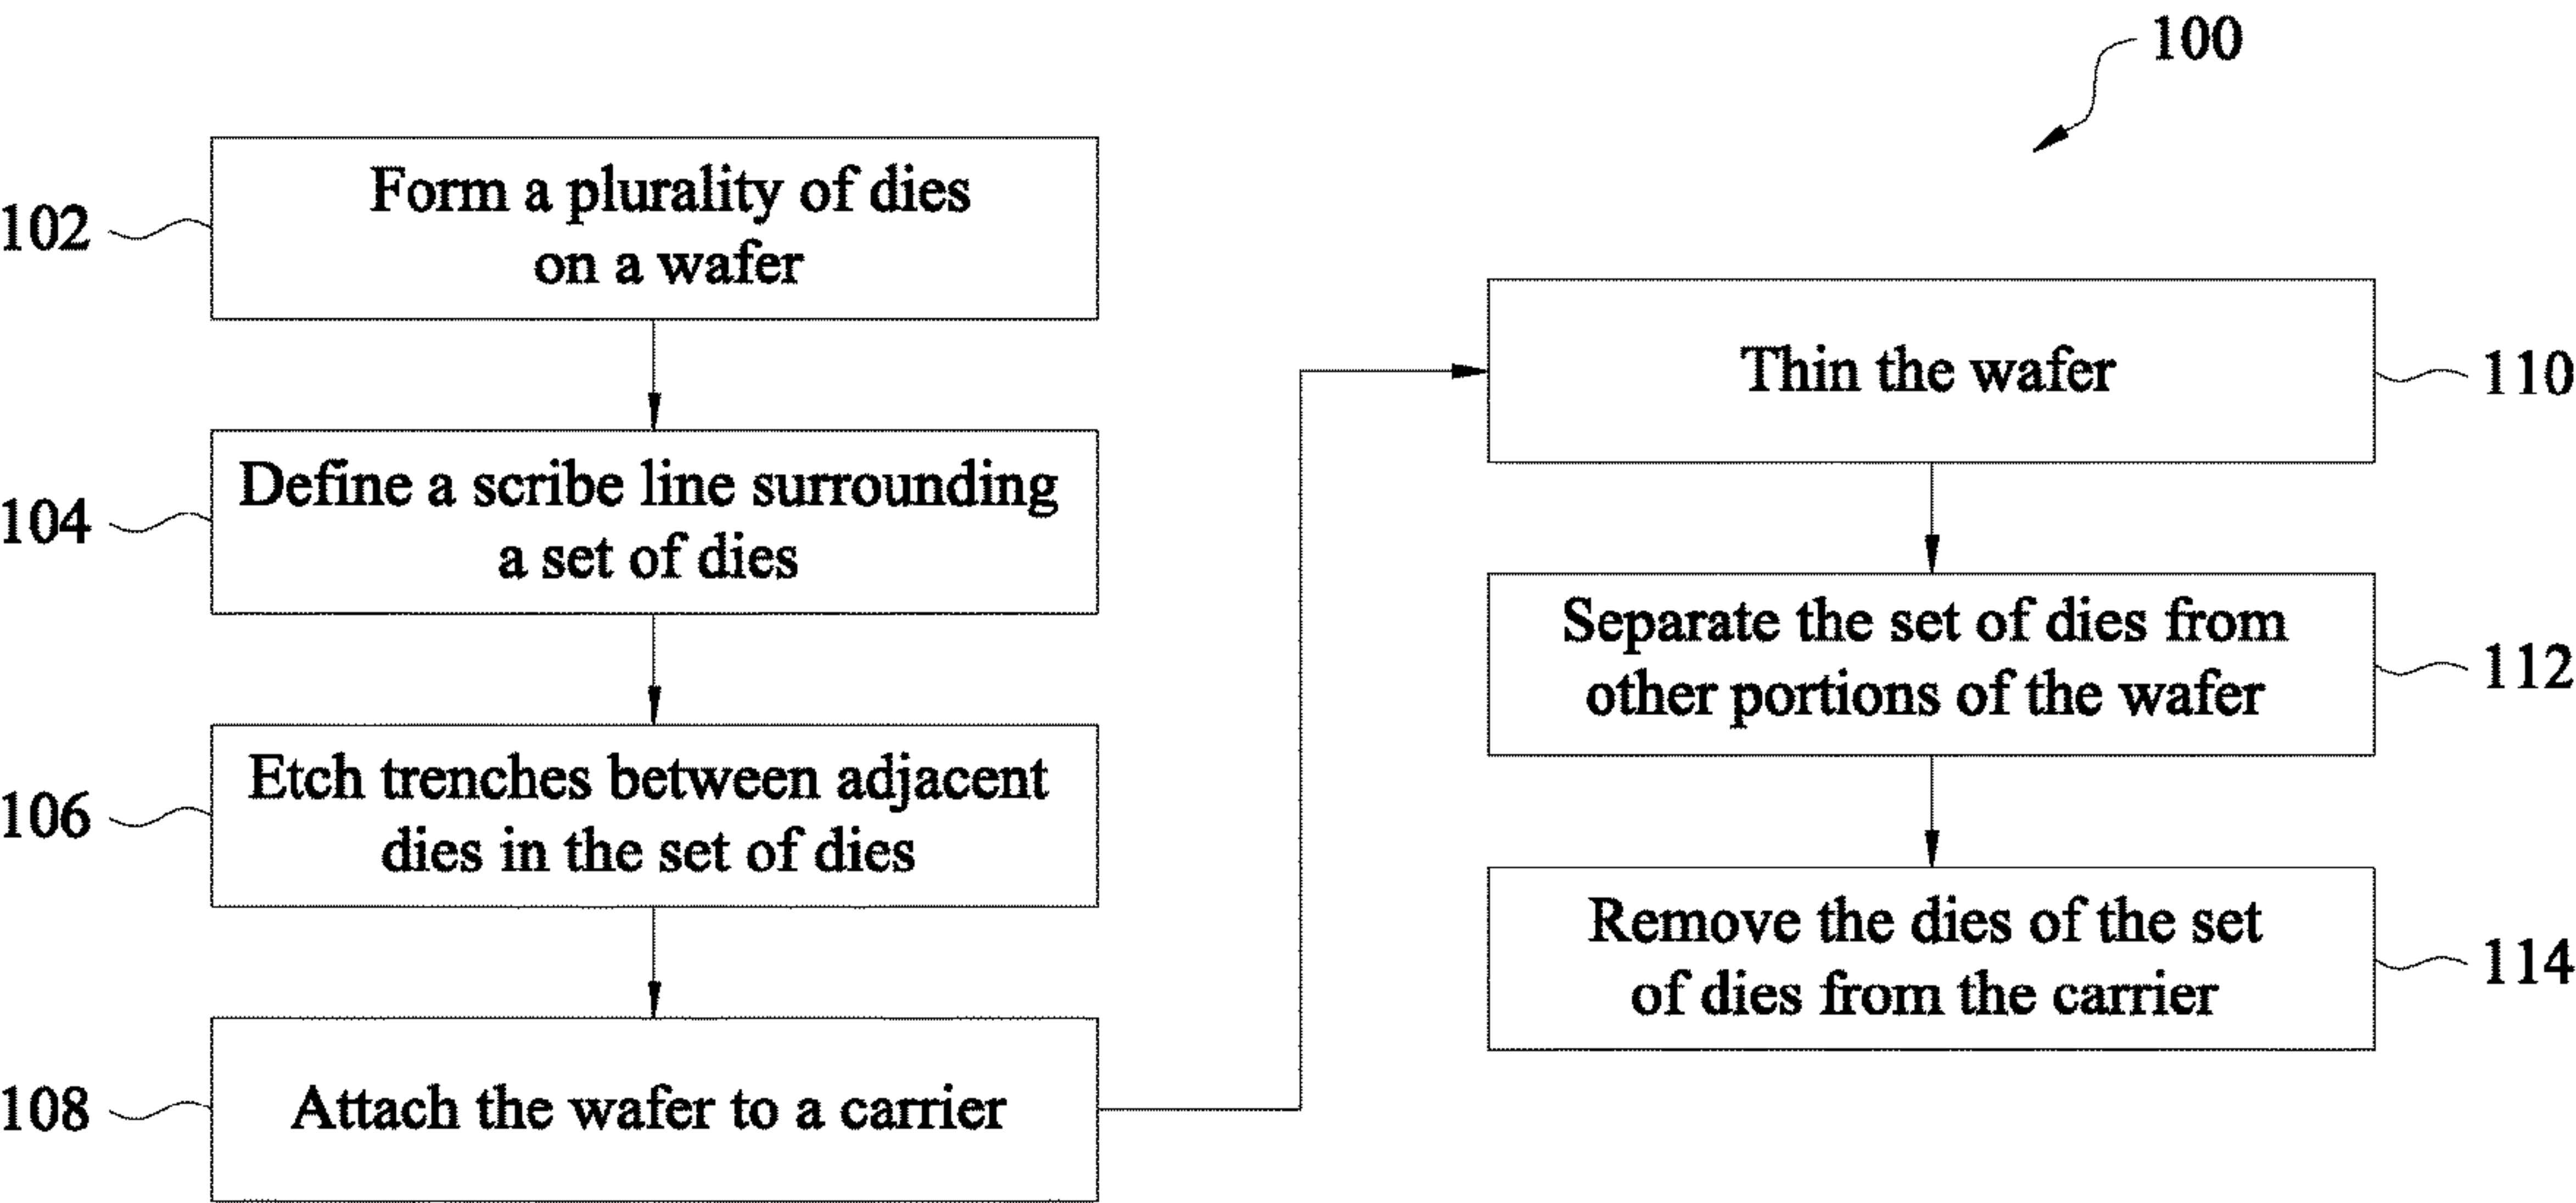 100
102
Form a plurality of dies
on a wafer
104
Define a scribe line surrounding
a set of dies
106
Etch trenches between adjacent
dies in the set of dies
108
Attach the wafer to a carrier
Thin the wafer
110
Separate the set of dies from
other portions of the wafer
112
Remove the dies of the set
of dies from the carrier
114